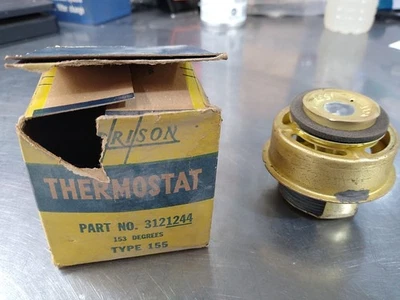 RISON
THERMOSTAT
PART NO. 3121244
153 DEGREES
TYPE 155